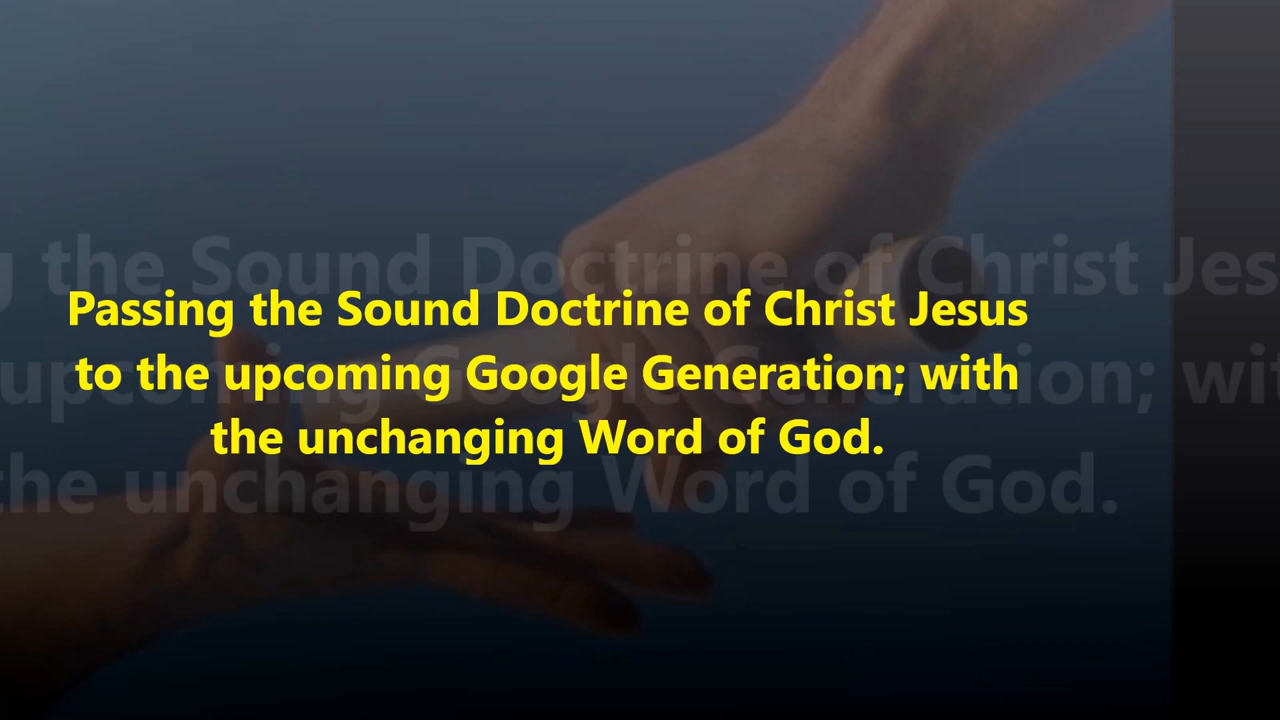 Passing the Sound Doctrine of Christ Jesus
to the upcoming Google Generation; with
the unchanging Word of God.